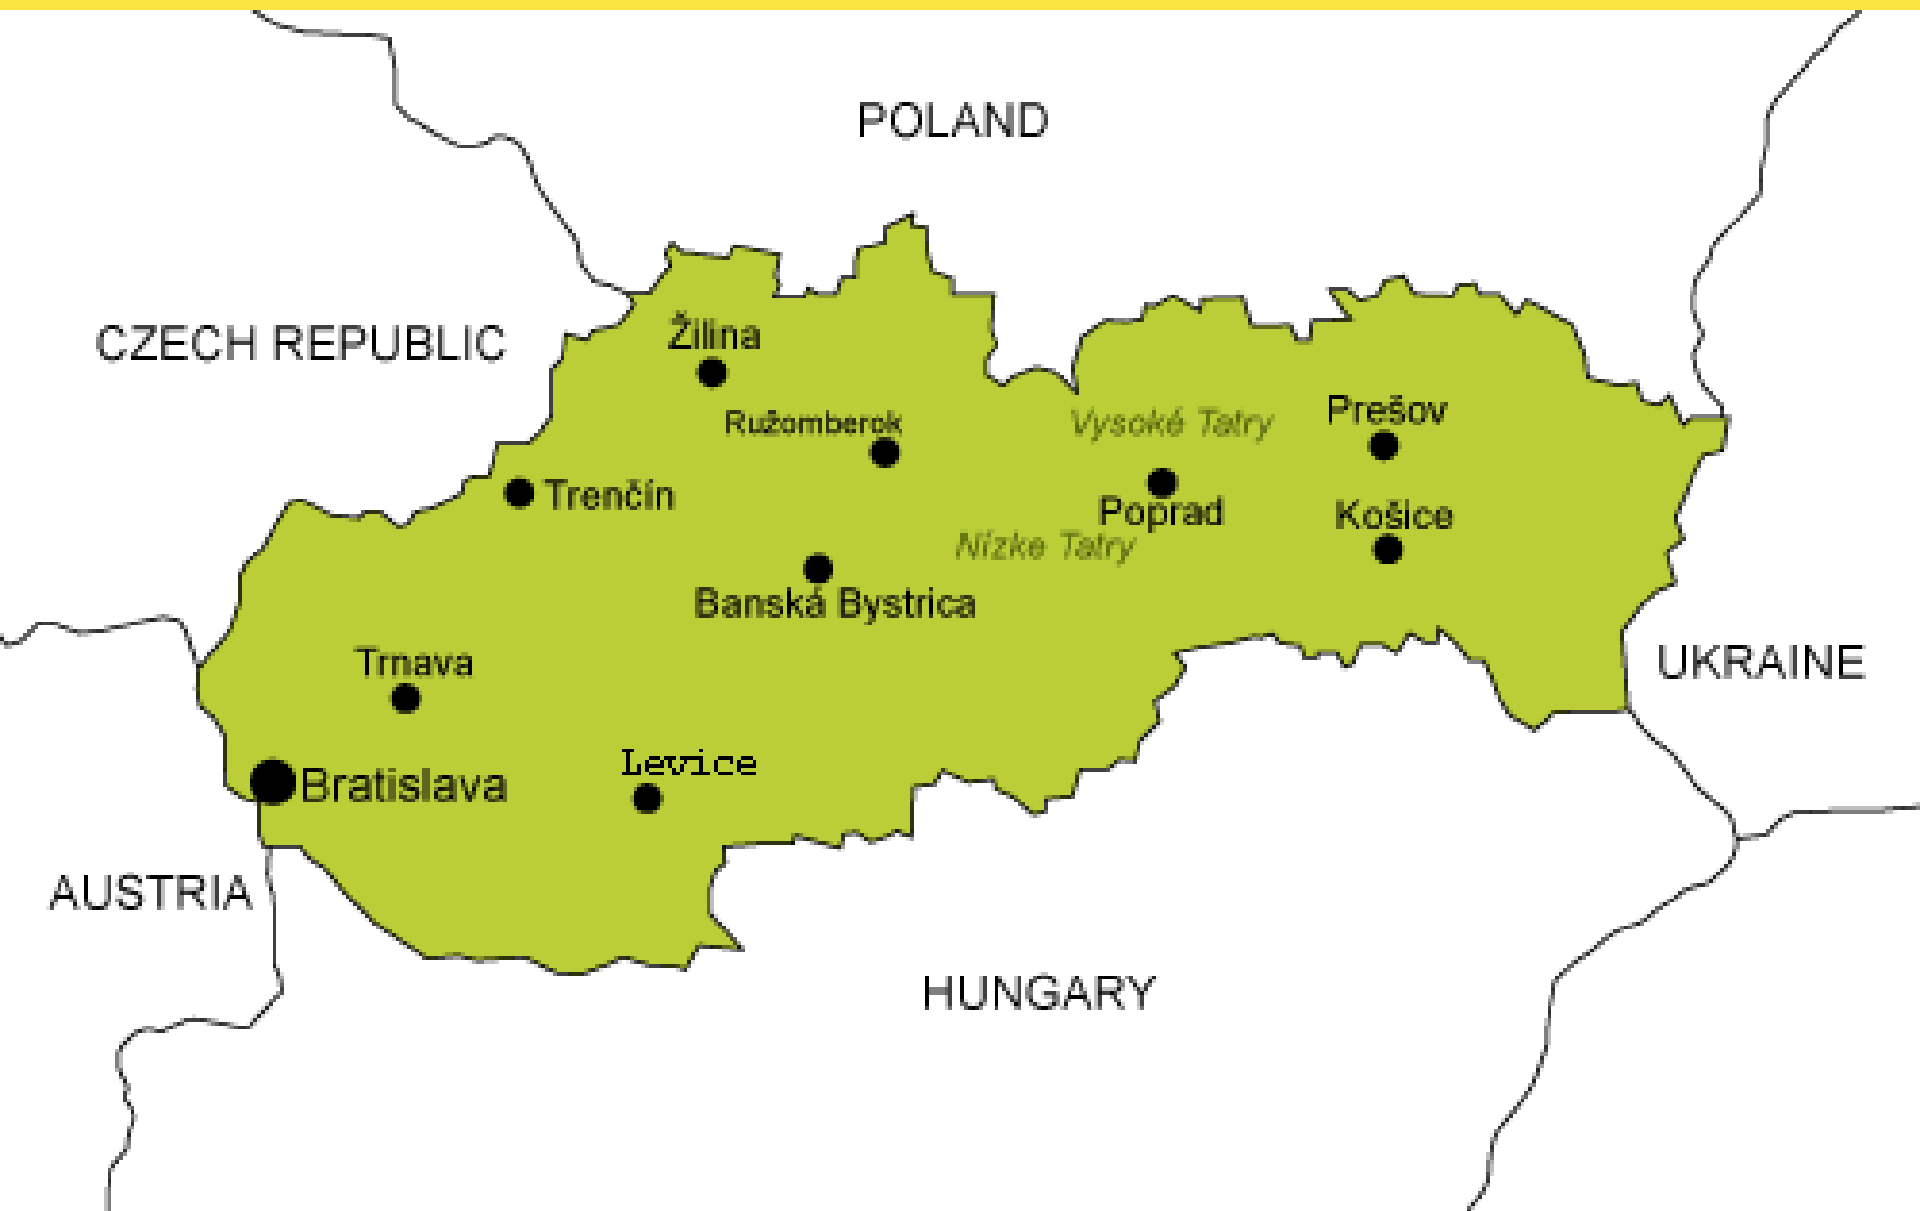 POLAND
CZECH REPUBLIC
Žilina
Ružomberok
Vysoké Tatry
Prešov
Trenčín
Poprad
Košice
Nízke Tatry
Banská Bystrica
Trnava
UKRAINE
Levice
Bratislava
AUSTRIA
HUNGARY